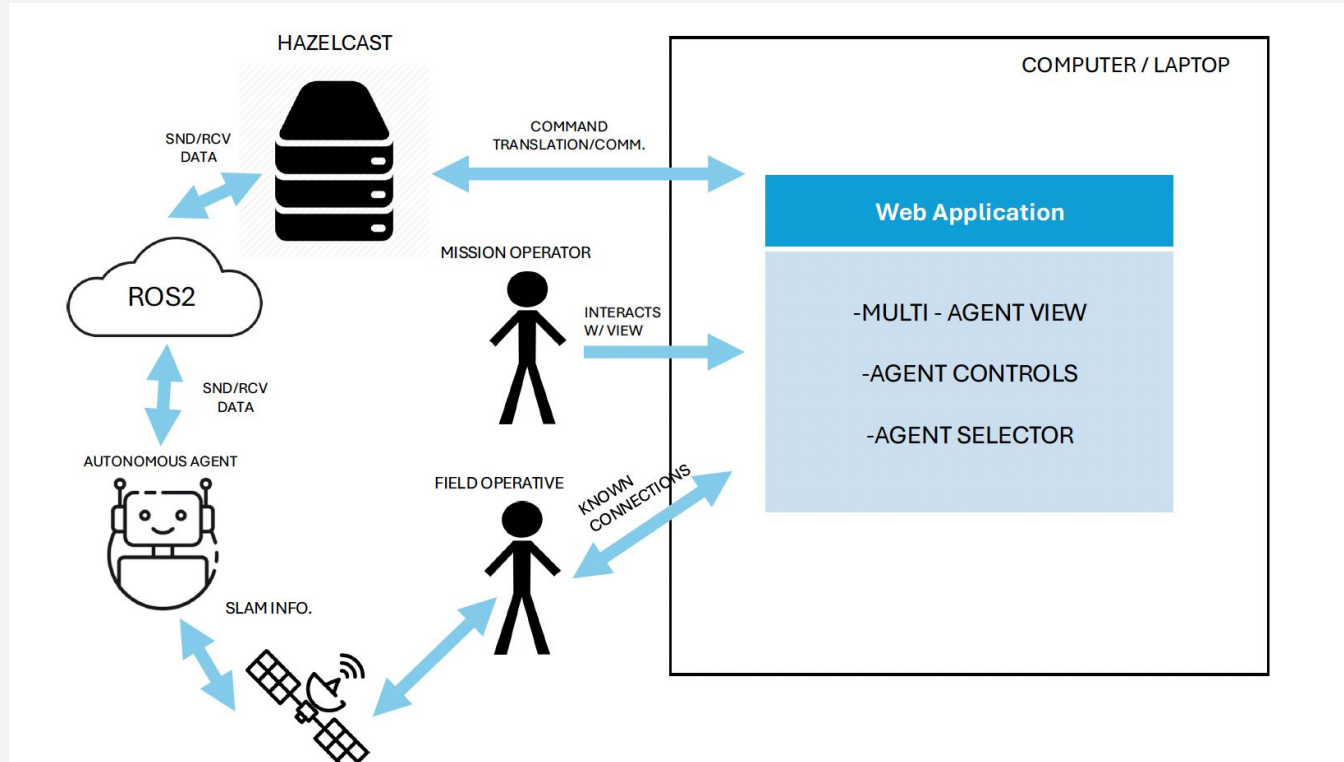 HAZELCAST
COMPUTER / LAPTOP
SND/RCV
DATA
COMMAND
TRANSLATION/COMM.
Web Application
MISSION OPERATOR
ROS2
INTERACTS
W/ VIEW
-MULTI - AGENT VIEW
-AGENT CONTROLS
-AGENT SELECTOR
SND/RCV
DATA
AUTONOMOUS AGENT
FIELD OPERATIVE
KNOWN
CONNECTIONS
SLAM INFO.